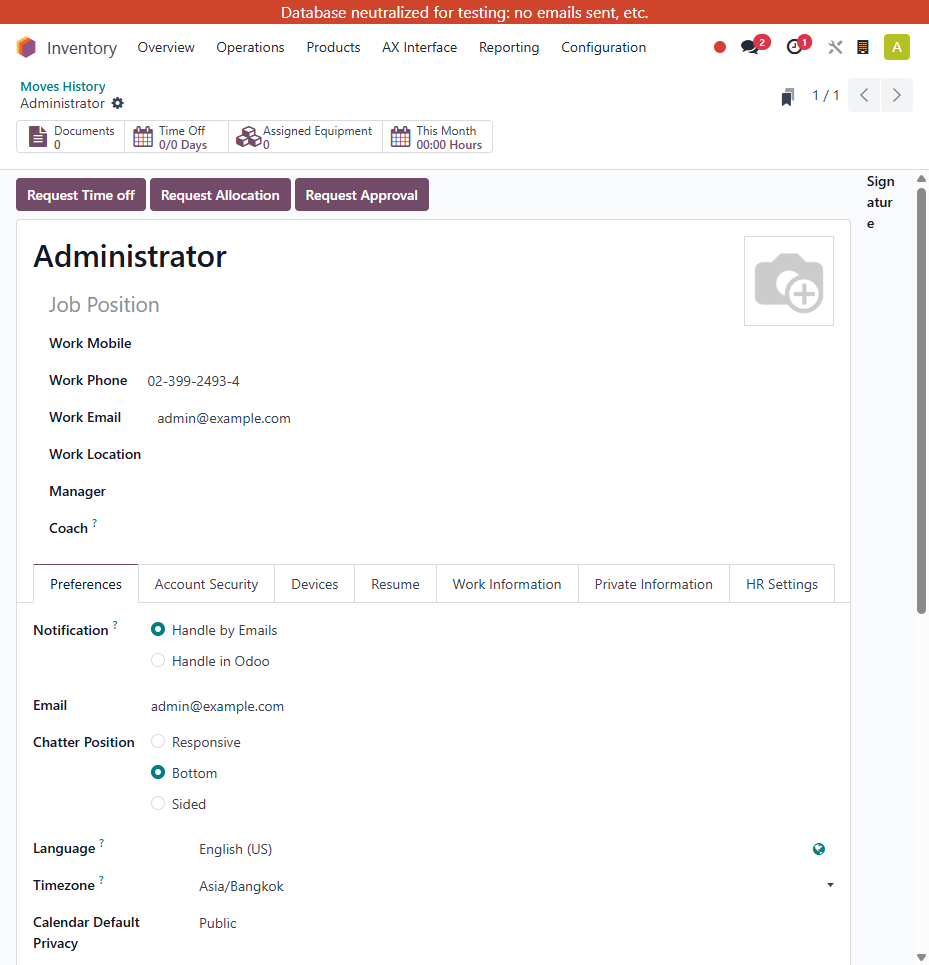 Database neutralized for testing: no emails sent, etc.
Inventory Overview Operations Products AX Interface Reporting Configuration 2 1 A
Moves History
Administrator
1 / 1
Documents
0
Time Off
0/0 Days
Assigned Equipment
0
This Month
00:00 Hours
Request Time off Request Allocation Request Approval
Sign
atur
e
Administrator
Job Position
Work Mobile
Work Phone 02-399-2493-4
Work Email admin@example.com
Work Location
Manager
Coach ?
Preferences Account Security Devices Resume Work Information Private Information HR Settings
Notification ? Handle by Emails
Handle in Odoo
Email admin@example.com
Chatter Position Responsive
Bottom
Sided
Language ? English (US)
Timezone ? Asia/Bangkok
Calendar Default Public
Privacy